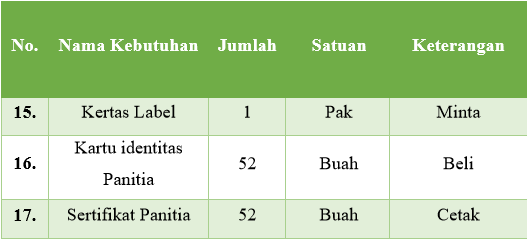 No. Nama Kebutuhan Jumlah Satuan Keterangan
15. Kertas Label 1 Pak Minta
Kartu identitas
16. 52 Buah Beli
Panitia
17. Sertifikat Panitia 52 Buah Cetak